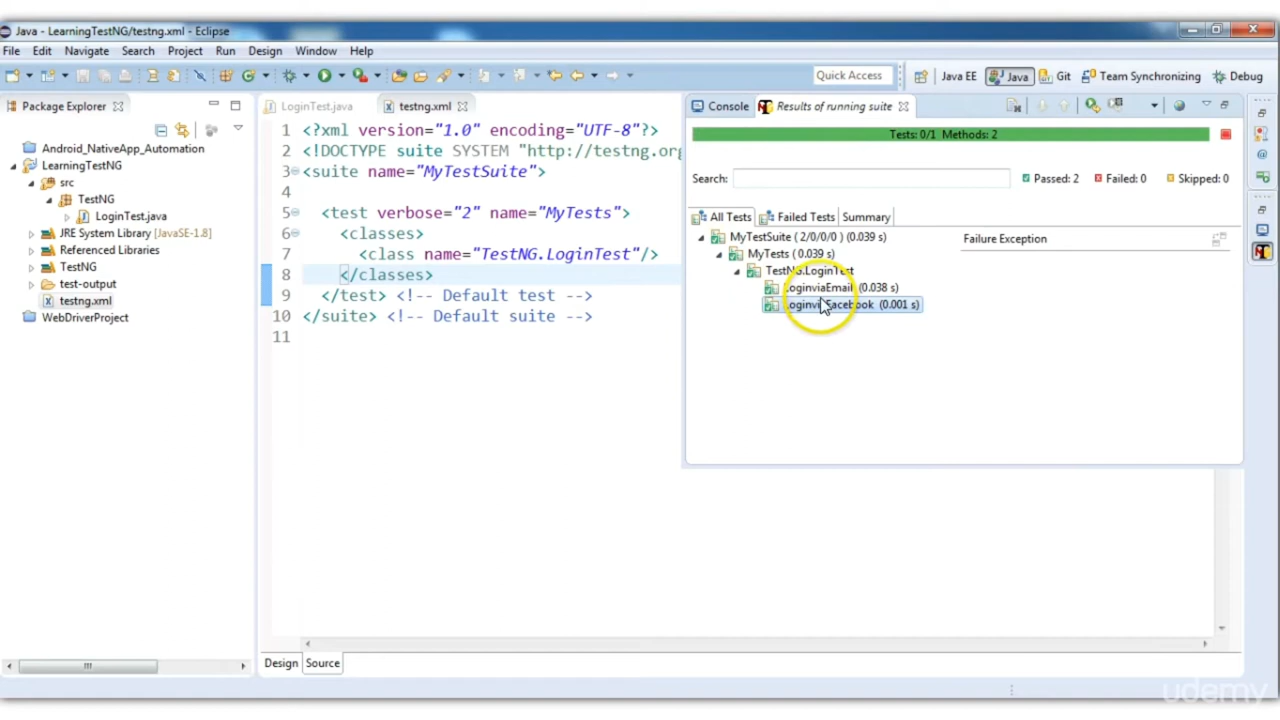 Java - LearningTestNG/testng.xml - Eclipse
File Edit Navigate Search Project Run Design Window Help
Quick Access Java EE Java Git Team Synchronizing Debug
Package Explorer
Android_NativeApp_Automation
LearningTestNG
src
TestNG
LoginTest.java
JRE System Library [JavaSE-1.8]
Referenced Libraries
TestNG
test-output
testng.xml
WebDriverProject
LoginTest.java testng.xml
1 <?xml version="1.0" encoding="UTF-8"?>
2 <!DOCTYPE suite SYSTEM "http://testng.org
3 <suite name="MyTestSuite">
4
5 <test verbose="2" name="MyTests">
6 <classes>
7 <class name="TestNG.LoginTest"/>
8 </classes>
9 </test> <!-- Default test -->
10 </suite> <!-- Default suite -->
11
Design Source
Console Results of running suite
Tests: 0/1 Methods: 2
Search: Passed: 2 Failed: 0 Skipped: 0
All Tests Failed Tests Summary
MyTestSuite ( 2/0/0/0 ) (0.039 s) Failure Exception
MyTests ( 0.039 s)
TestNG.LoginTest
LoginviaEmail (0.038 s)
LoginviaFacebook (0.001 s)
udemy